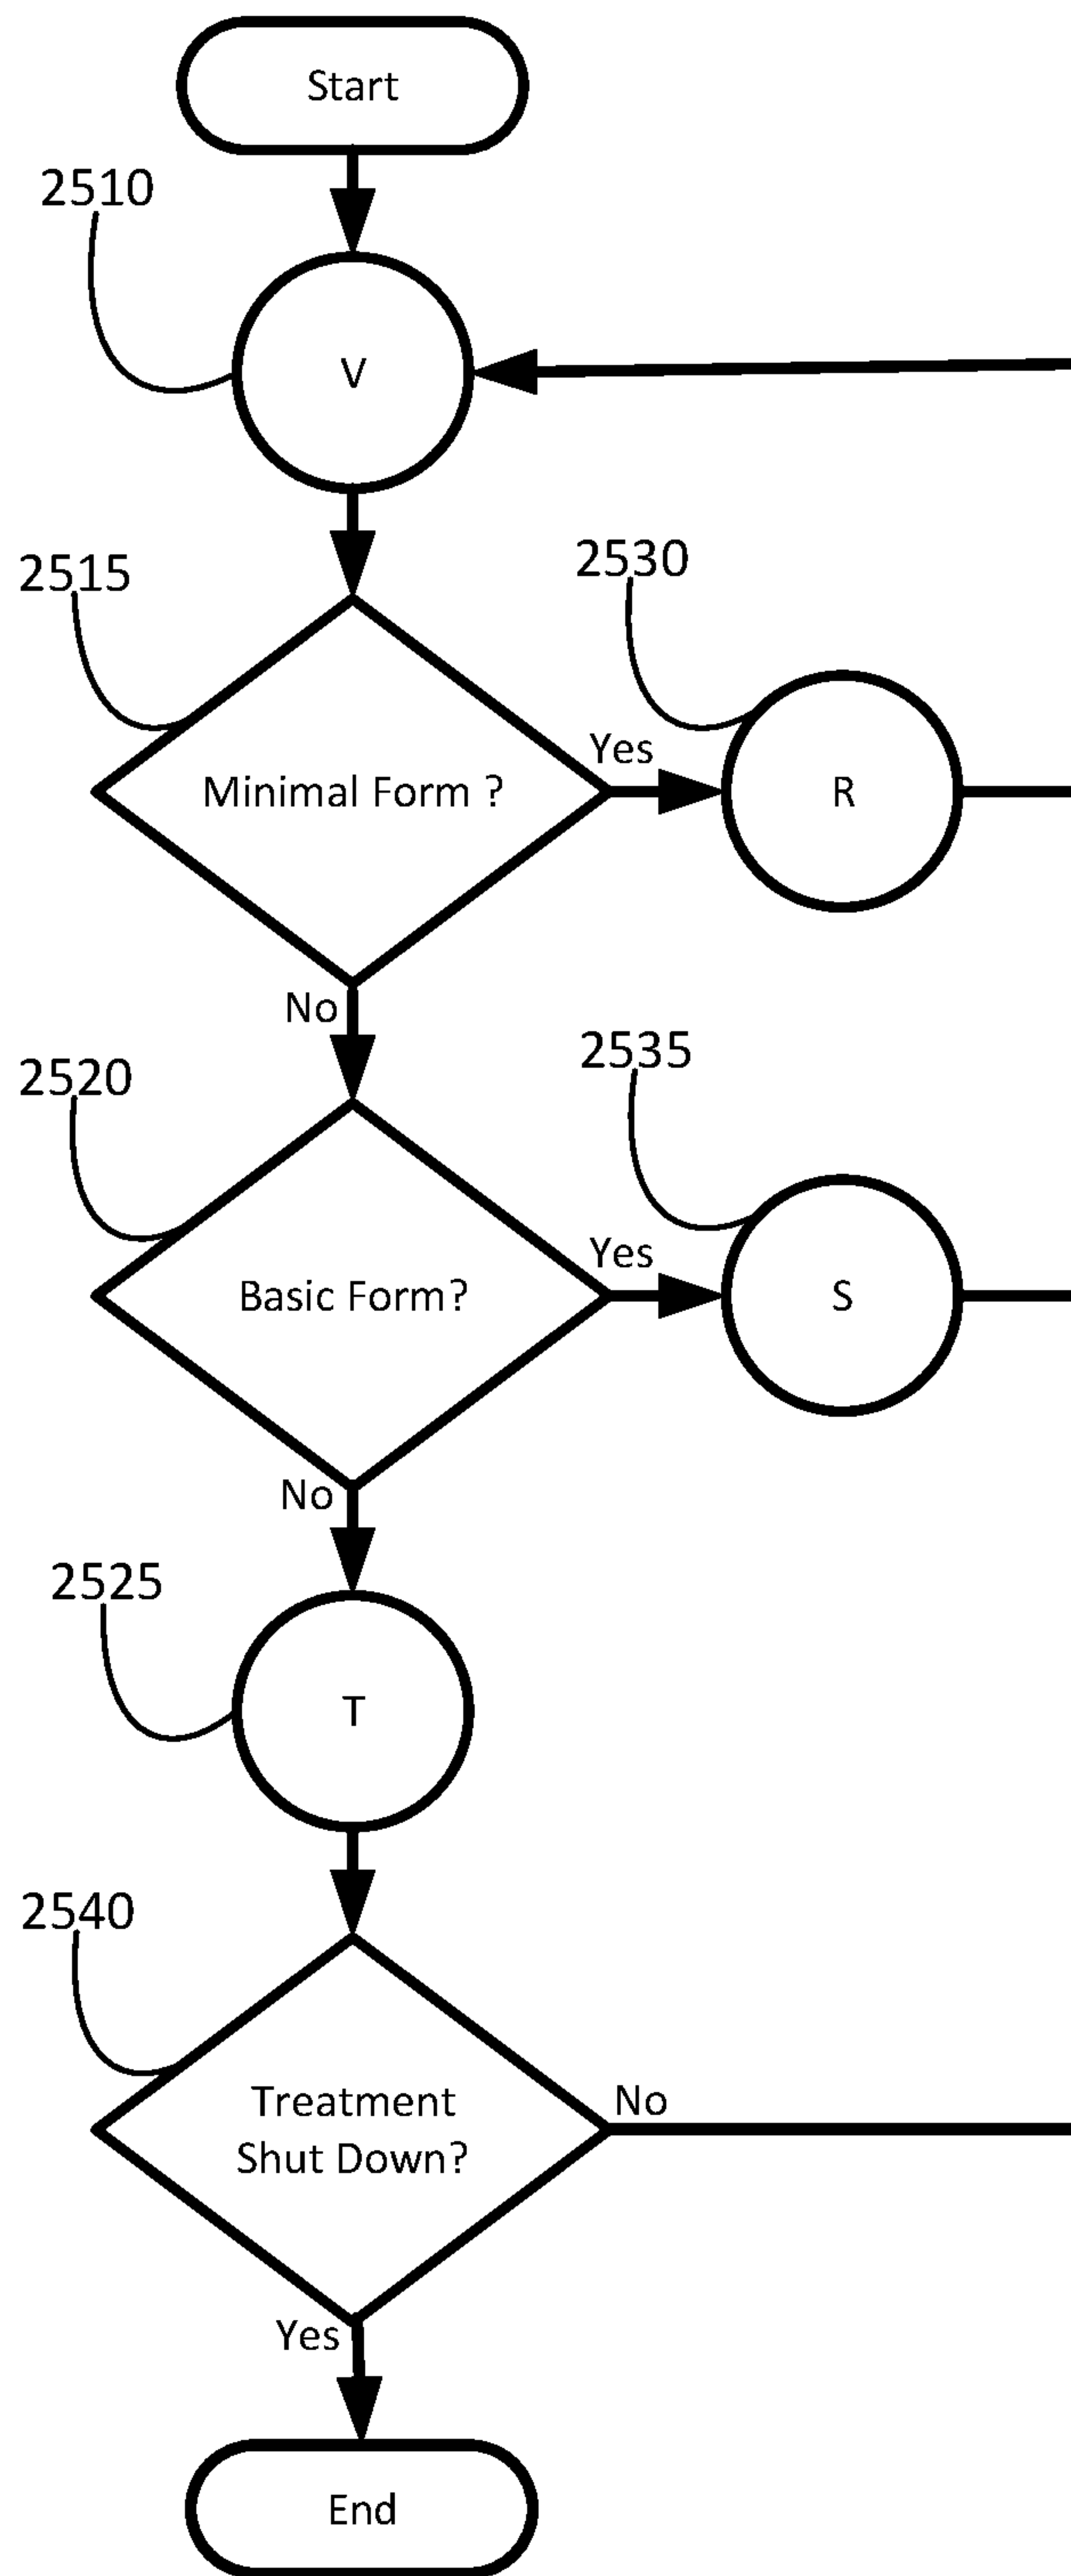 Start
2510
V
2515
2530
Yes
Minimal Form ?
R
No
2520
2535
Yes
Basic Form?
S
No
2525
T
2540
Treatment
Shut Down?
No
Yes
End